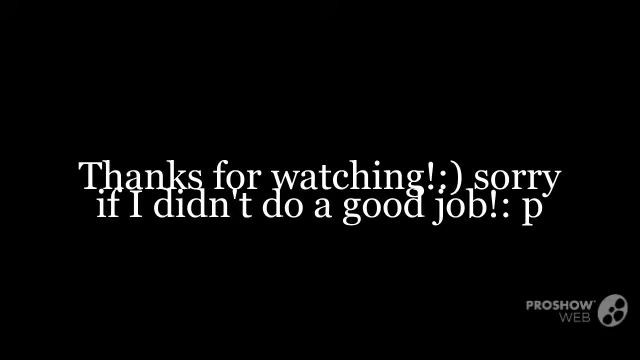 Thanks for watching!;) sorry
if I didn't do a good job!: p
PROSHOW
WEB